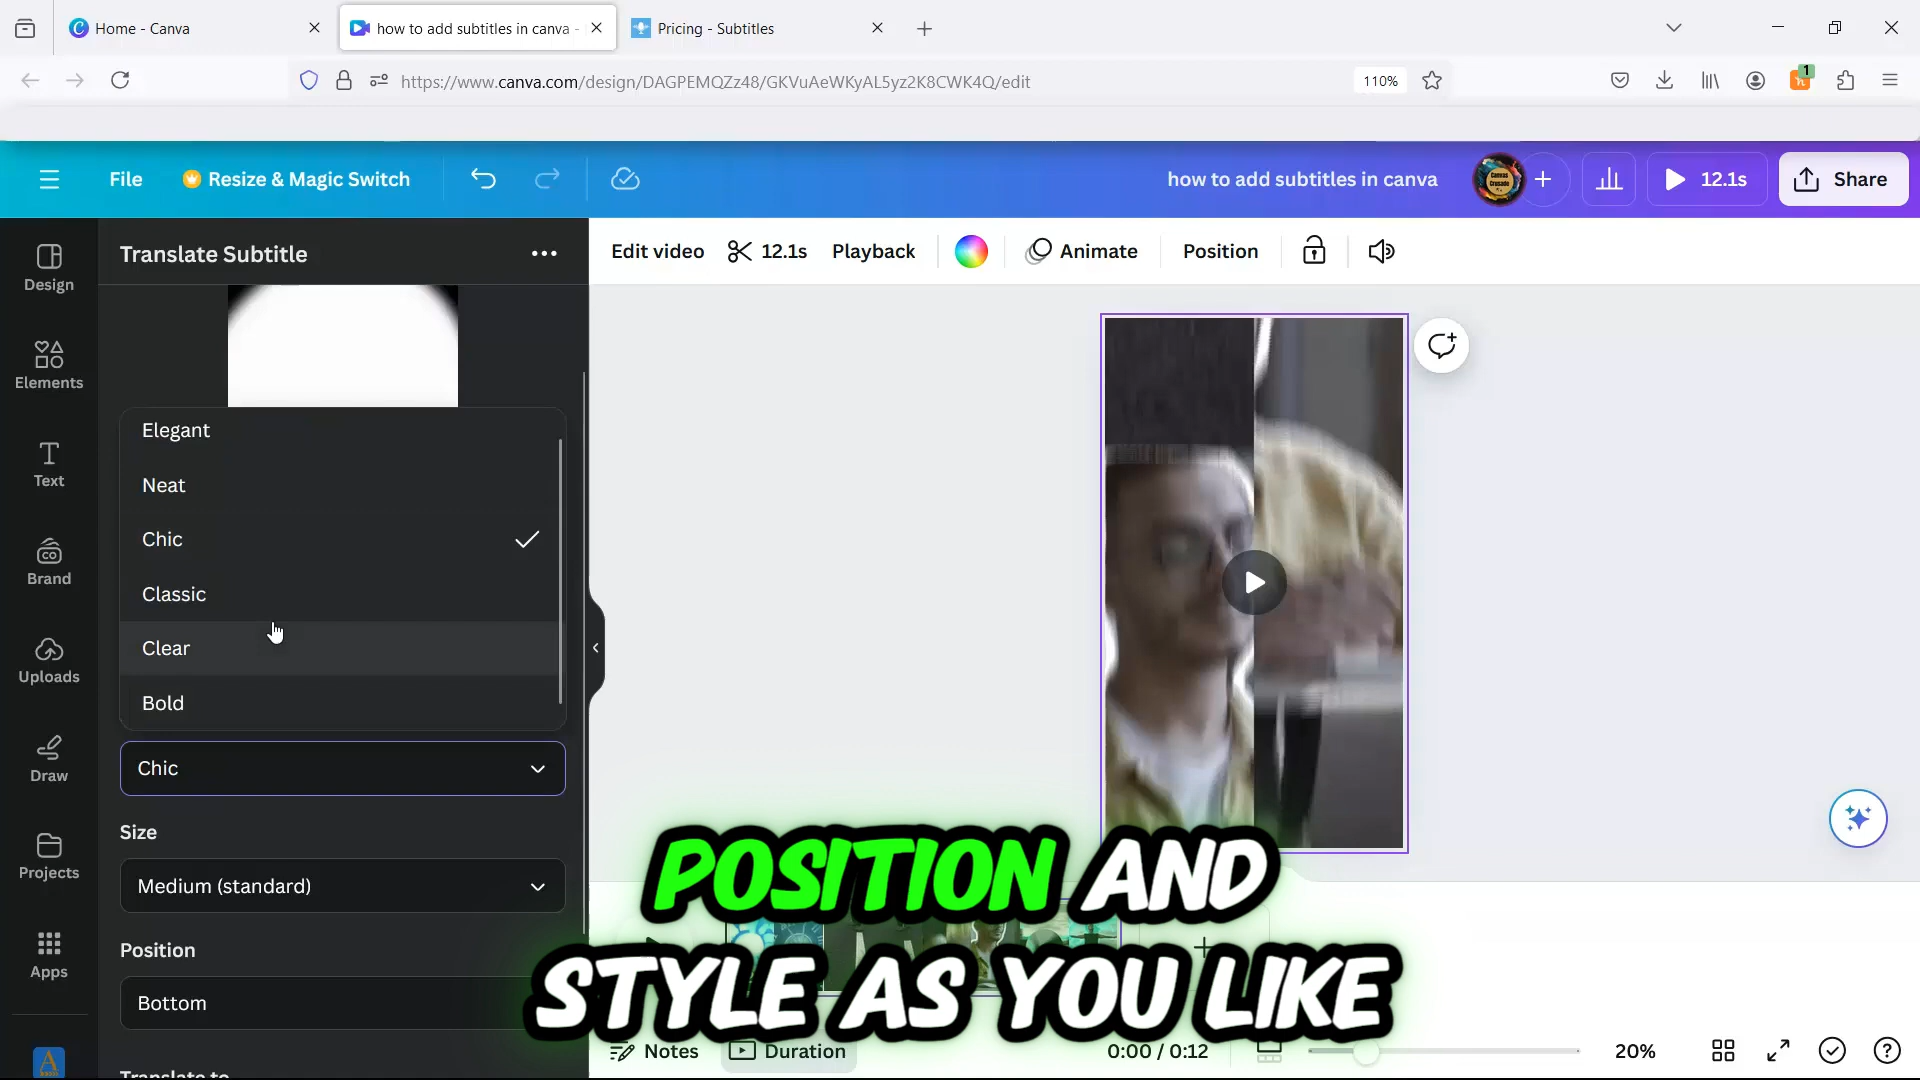 Home - Canva
how to add subtitles in canva -
Pricing - Subtitles
https://www.canva.com/design/DAGPEMQZz48/GKVuAeWKyAL5yz2K8CWK4Q/edit
110%
1
File
Resize & Magic Switch
how to add subtitles in canva
12.1s
Share
Translate Subtitle
Edit video
12.1s
Playback
Animate
Position
Design
Elements
Text
Brand
Uploads
Draw
Projects
Apps
Elegant
Neat
Chic
Classic
Clear
Bold
Chic
Size
Medium (standard)
Position
Bottom
Translate to
POSITION AND
STYLE AS YOU LIKE
Notes
Duration
0:00 / 0:12
20%